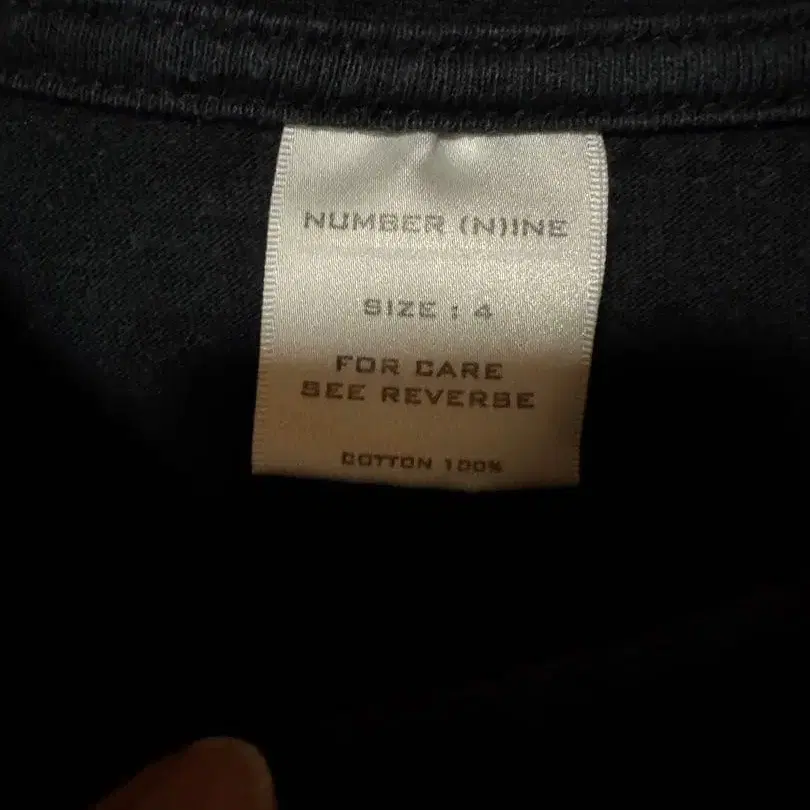 NUMBER (N)INE
SIZE : 4
FOR CARE
SEE REVERSE
COTTON 100%